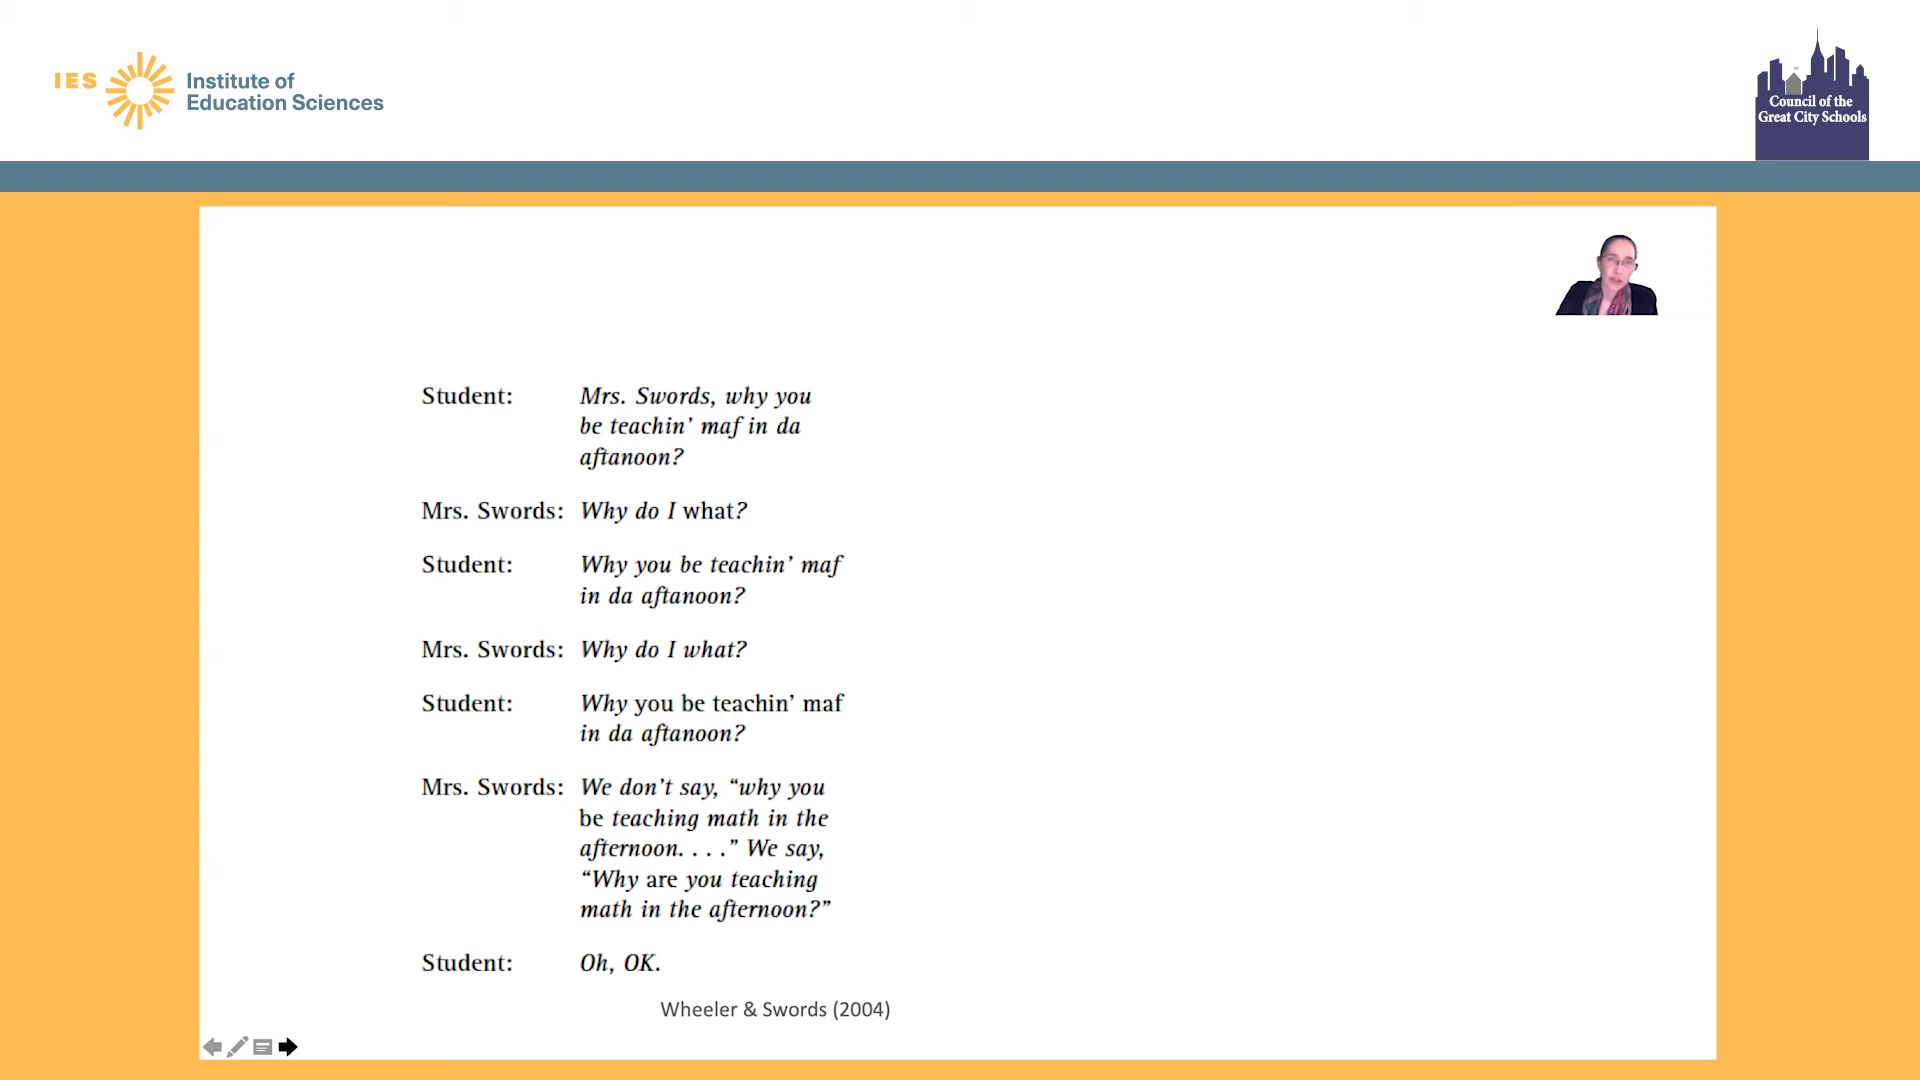 IES
Institute of
Education Sciences
Council of the
Great City Schools
Student: Mrs. Swords, why you
be teachin’ maf in da
aftanoon?
Mrs. Swords: Why do I what?
Student: Why you be teachin’ maf
in da aftanoon?
Mrs. Swords: Why do I what?
Student: Why you be teachin’ maf
in da aftanoon?
Mrs. Swords: We don’t say, “why you
be teaching math in the
afternoon. . . .” We say,
“Why are you teaching
math in the afternoon?”
Student: Oh, OK.
Wheeler & Swords (2004)